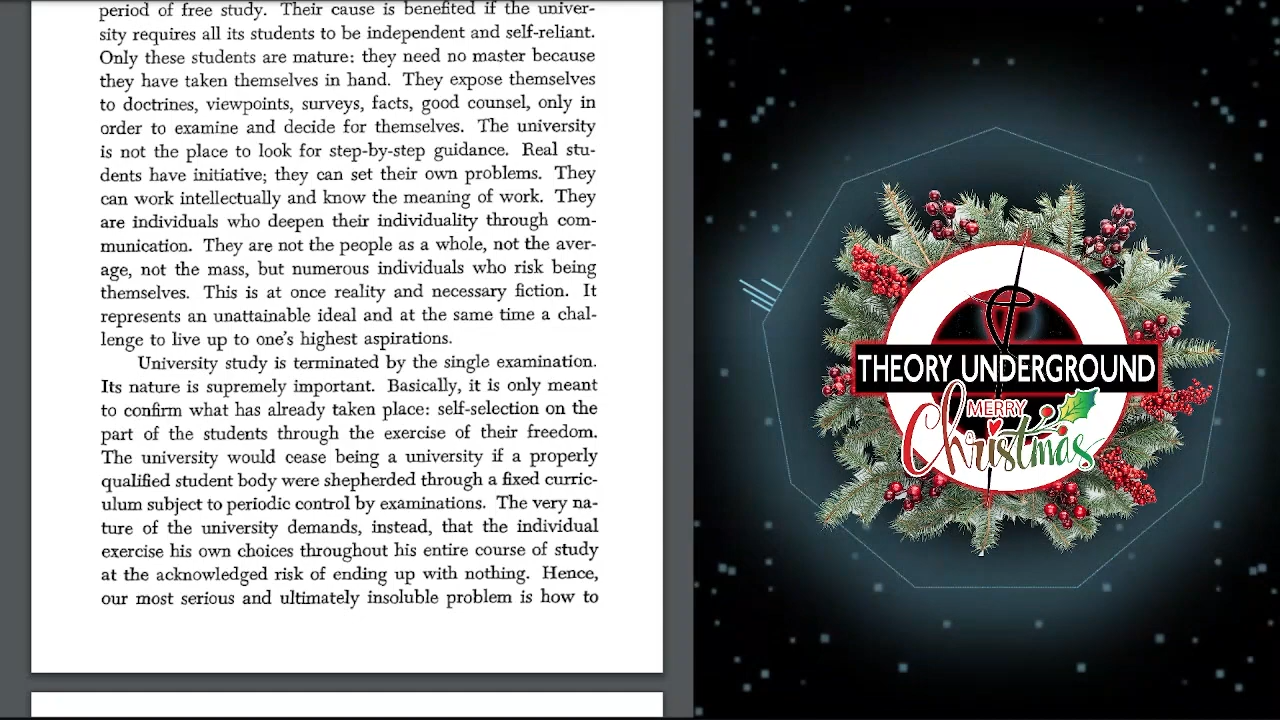 period of free study. Their cause is benefited if the univer-
sity requires all its students to be independent and self-reliant.
Only these students are mature: they need no master because
they have taken themselves in hand. They expose themselves
to doctrines, viewpoints, surveys, facts, good counsel, only in
order to examine and decide for themselves. The university
is not the place to look for step-by-step guidance. Real stu-
dents have initiative; they can set their own problems. They
can work intellectually and know the meaning of work. They
are individuals who deepen their individuality through com-
munication. They are not the people as a whole, not the aver-
age, not the mass, but numerous individuals who risk being
themselves. This is at once reality and necessary fiction. It
represents an unattainable ideal and at the same time a chal-
lenge to live up to one's highest aspirations.
University study is terminated by the single examination.
Its nature is supremely important. Basically, it is only meant
to confirm what has already taken place: self-selection on the
part of the students through the exercise of their freedom.
The university would cease being a university if a properly
qualified student body were shepherded through a fixed curric-
ulum subject to periodic control by examinations. The very na-
ture of the university demands, instead, that the individual
exercise his own choices throughout his entire course of study
at the acknowledged risk of ending up with nothing. Hence,
our most serious and ultimately insoluble problem is how to
THEORY UNDERGROUND
MERRY
Christmas